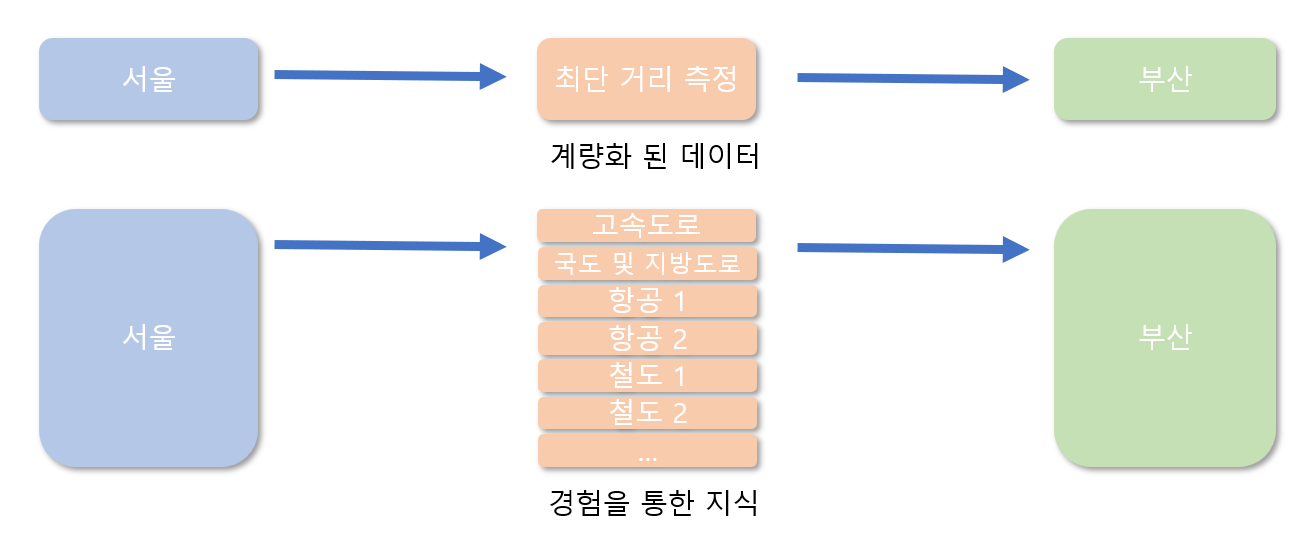 서울
최단 거리 측정
부산
계량화 된 데이터
서울
고속도로
국도 및 지방도로
항공 1
항공 2
철도 1
철도 2
...
부산
경험을 통한 지식